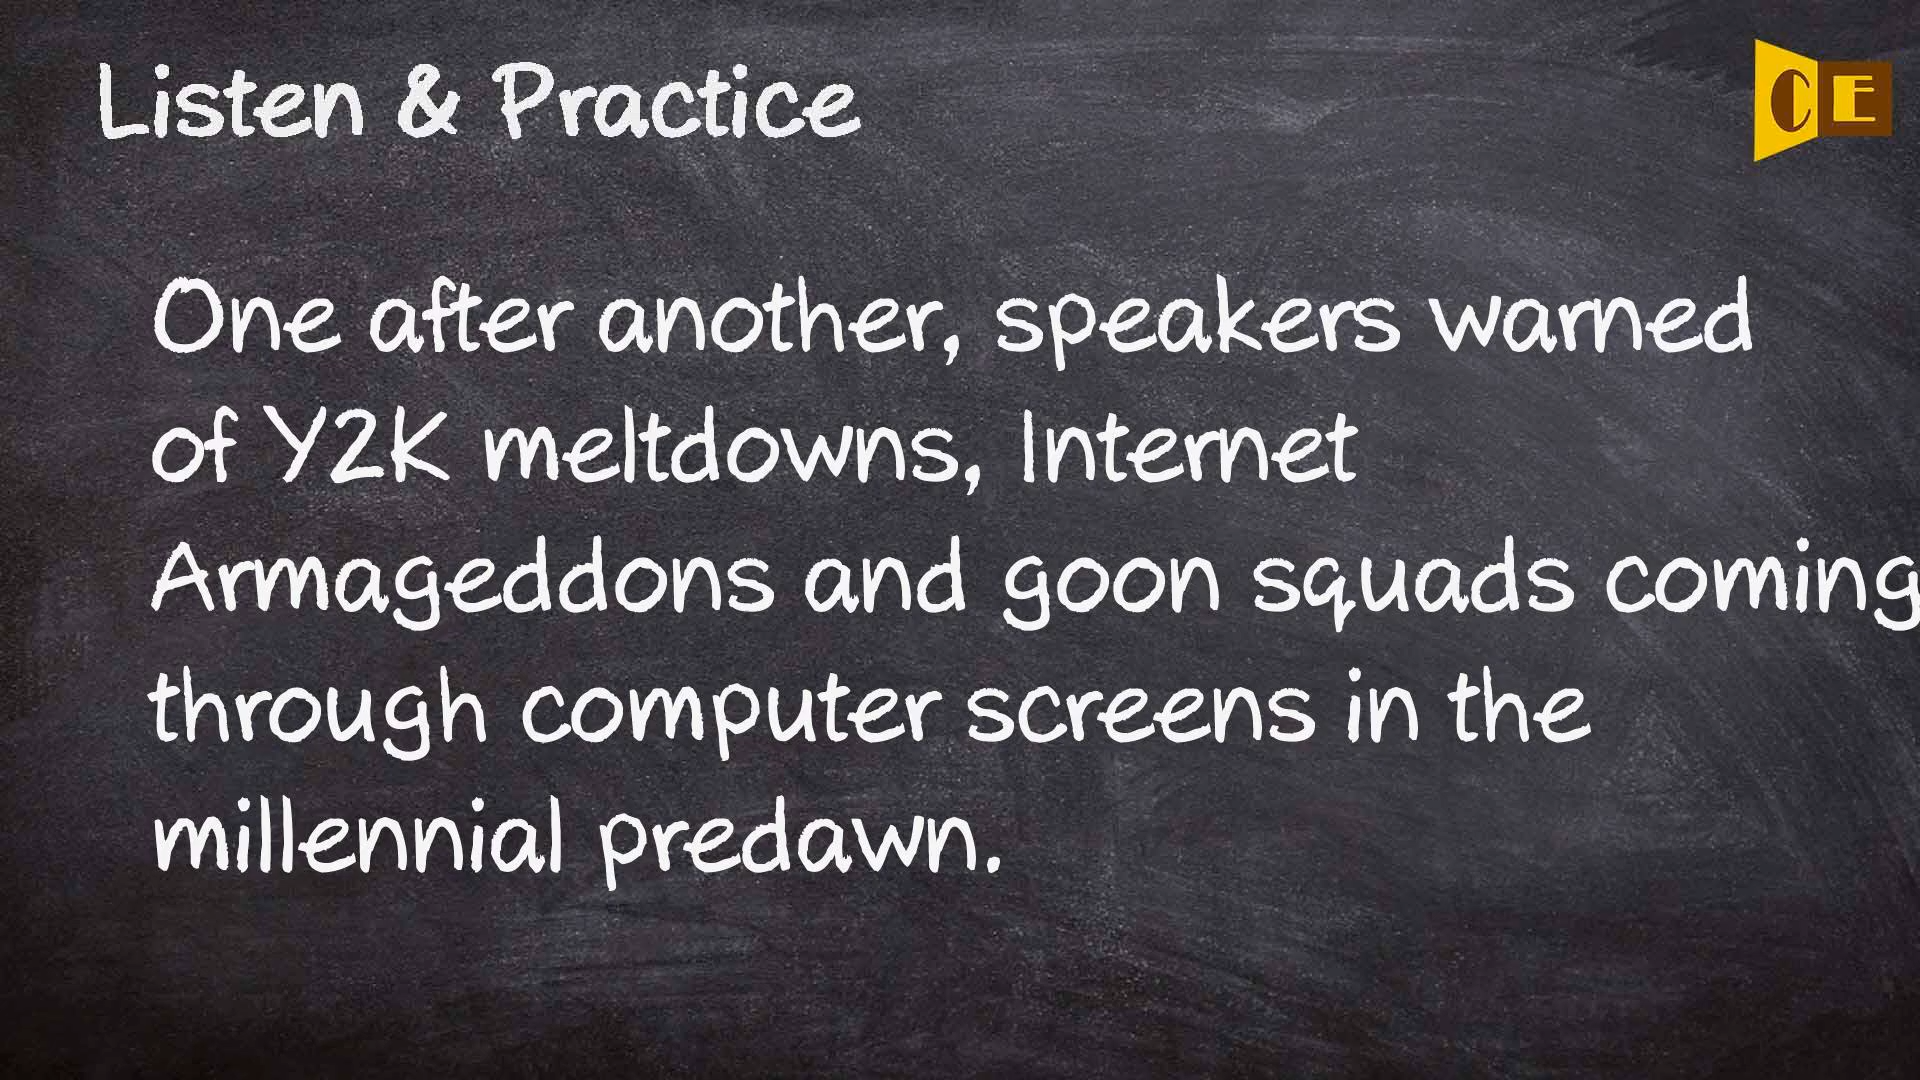 Listen & Practice
CE
One after another, speakers warned
of Y2K meltdowns, Internet
Armageddons and goon squads coming
through computer screens in the
millennial predawn.